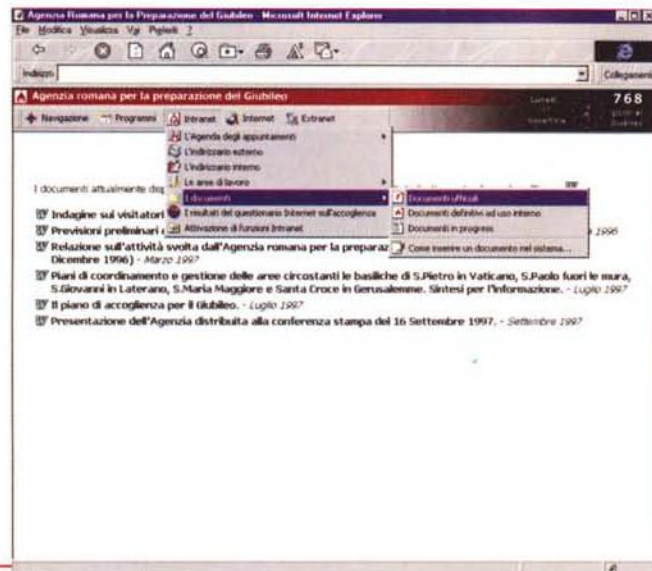 Agenzia Romana per la Preparazione del Giubileo - Microsoft Internet Explorer
File Modifica Visualizza Vai Preferiti ?
Indirizzo
Collegamenti
Agenzia romana per la preparazione del Giubileo
Lunedì
768
Navigazione Programmi Intranet Internet Extranet
L'Agenda degli appuntamenti
L'indirizzario esterno
L'indirizzario interno
Le aree di lavoro
I documenti
I risultati del questionario Internet sull'accoglienza
Attivazione di funzioni Intranet
Documenti ufficiali
Documenti definitivi ad uso interno
Documenti in progress
Come inserire un documento nel sistema...
I documenti attualmente disp
Indagine sui visitatori
Previsioni preliminari
1996
Relazione sull'attività svolta dall'Agenzia romana per la preparaz
Dicembre 1996) - Marzo 1997
Piani di coordinamento e gestione delle aree circostanti le basiliche di S.Pietro in Vaticano, S.Paolo fuori le mura,
S.Giovanni in Laterano, S.Maria Maggiore e Santa Croce in Gerusalemme. Sintesi per l'informazione. - Luglio 1997
Il piano di accoglienza per il Giubileo. - Luglio 1997
Presentazione dell'Agenzia distribuita alla conferenza stampa del 16 Settembre 1997. - Settembre 1997